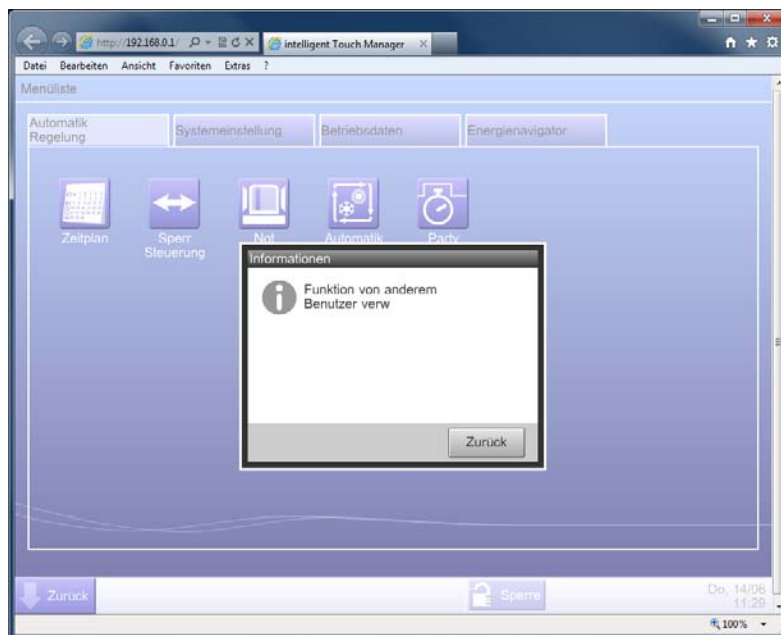 http://192.168.0.1/
intelligent Touch Manager
Datei Bearbeiten Ansicht Favoriten Extras ?
Menüliste
Automatik
Regelung
Systemeinstellung
Betriebsdaten
Energienavigator
Zeitplan
Sperr
Steuerung
Not
Automatik
Party
Informationen
Funktion von anderem
Benutzer verw
Zurück
Zurück
Sperre
Do, 14/06
11:29
100%